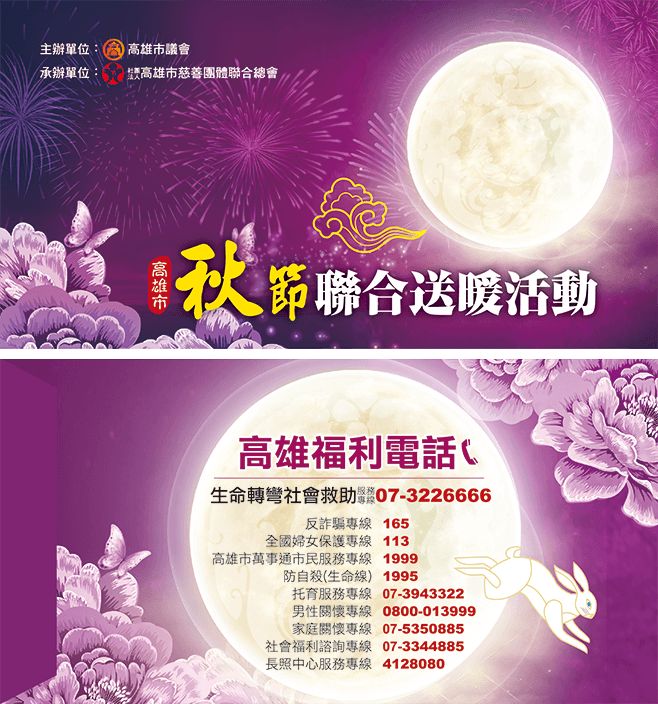 主辦單位： 高雄市議會
承辦單位： 社團法人高雄市慈善團體聯合總會
高雄市 秋節聯合送暖活動
高雄福利電話
生命轉彎社會救助服務專線07-3226666
反詐騙專線 165
全國婦女保護專線 113
高雄市萬事通市民服務專線 1999
防自殺(生命線) 1995
托育服務專線 07-3943322
男性關懷專線 0800-013999
家庭關懷專線 07-5350885
社會福利諮詢專線 07-3344885
長照中心服務專線 4128080